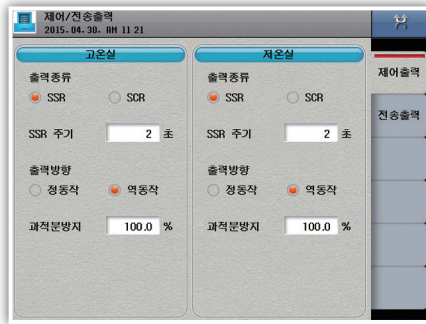 제어/전송출력
2015.04.30. AM 11 21
고온실
출력종류
SSR
SCR
SSR 주기
2 초
출력방향
정동작
역동작
과적분방지
100.0 %
저온실
출력종류
SSR
SCR
SSR 주기
2 초
출력방향
정동작
역동작
과적분방지
100.0 %
제어출력
전송출력